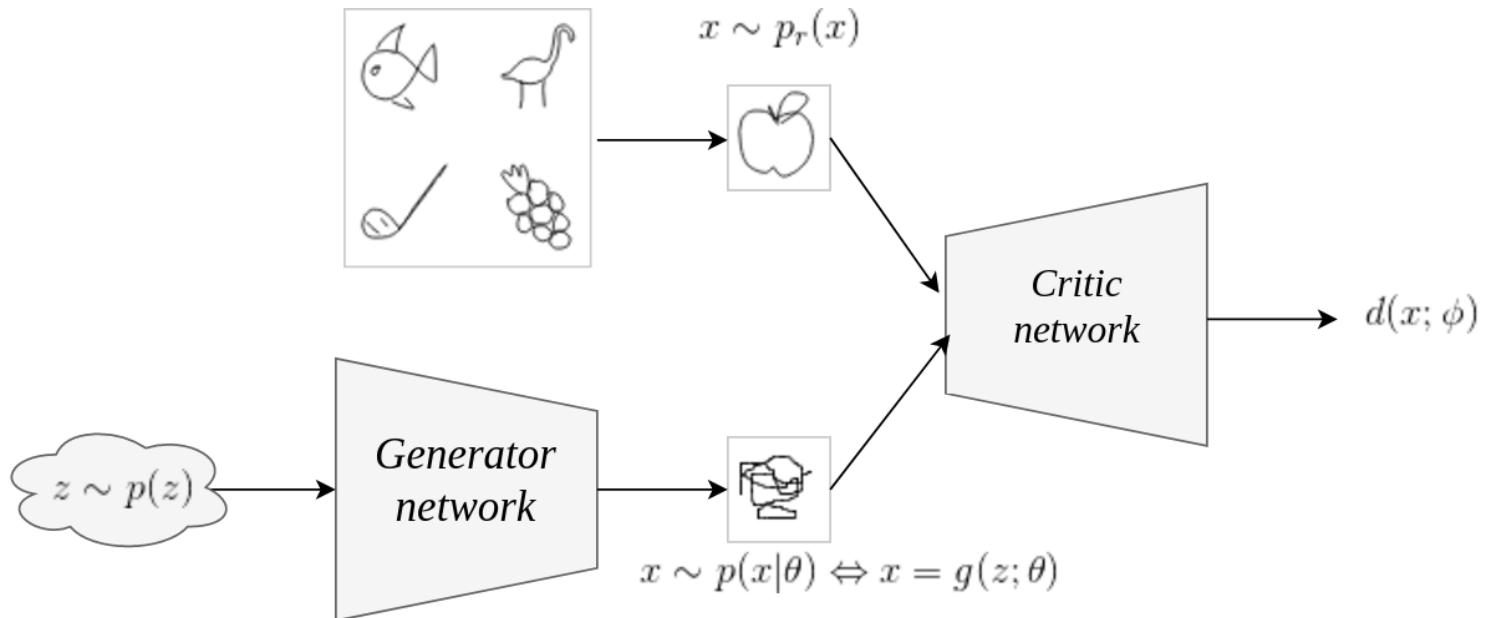 x ∼ p_r(x)
Critic
network
d(x; ϕ)
Generator
network
z ∼ p(z)
x ∼ p(x|θ) ⇔ x = g(z; θ)